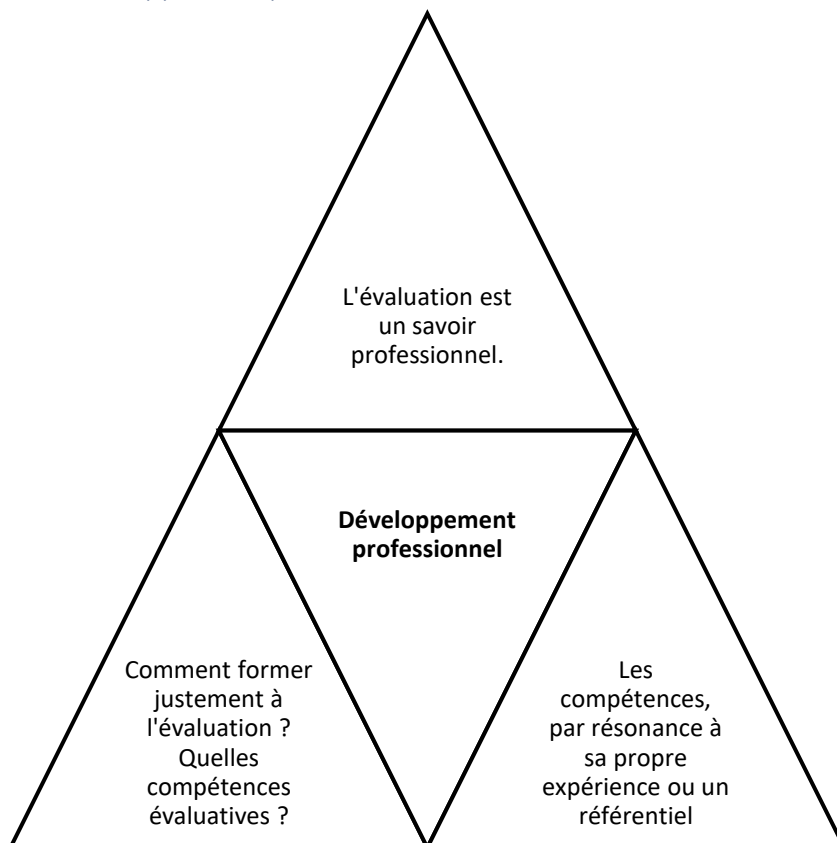 L'évaluation est
un savoir
professionnel.
Développement
professionnel
Comment former
justement à
l'évaluation ?
Quelles
compétences
évaluatives ?
Les
compétences,
par résonance à
sa propre
expérience ou un
référentiel